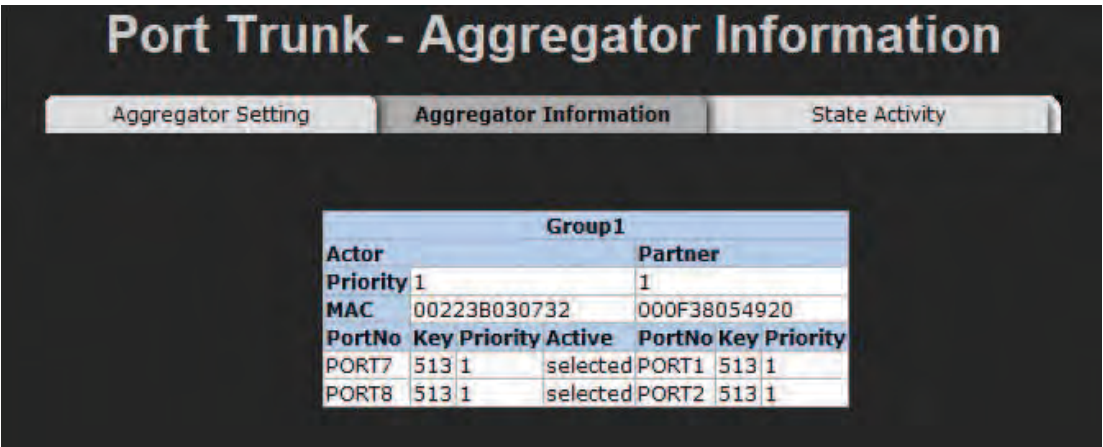 Port Trunk - Aggregator Information
Aggregator Setting Aggregator Information State Activity
Group1
Actor Partner
Priority 1 1
MAC 00223B030732 000F38054920
PortNo Key Priority Active PortNo Key Priority
PORT7 513 1 selected PORT1 513 1
PORT8 513 1 selected PORT2 513 1